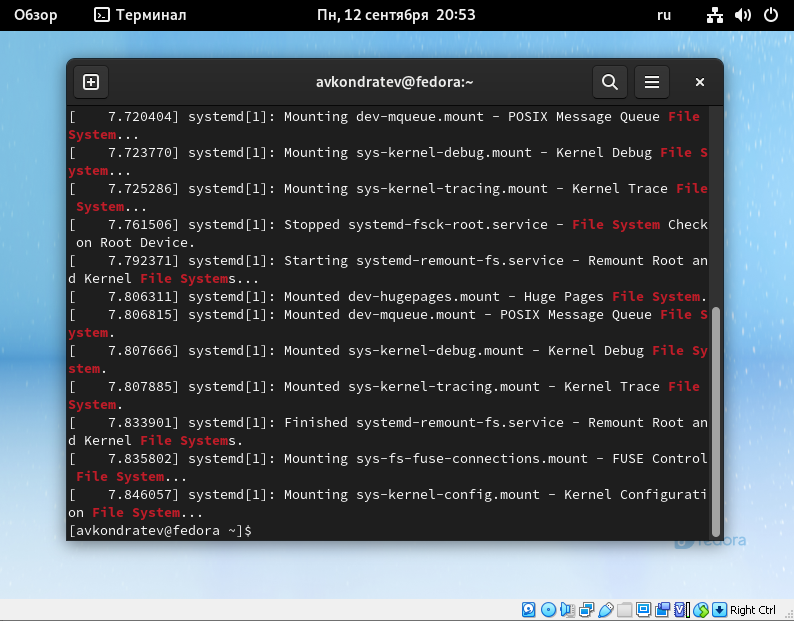 Обзор Терминал Пн, 12 сентября 20:53 ru
avkondratev@fedora:~
[    7.720404] systemd[1]: Mounting dev-mqueue.mount - POSIX Message Queue File
System...
[    7.723770] systemd[1]: Mounting sys-kernel-debug.mount - Kernel Debug File S
ystem...
[    7.725286] systemd[1]: Mounting sys-kernel-tracing.mount - Kernel Trace File
 System...
[    7.761506] systemd[1]: Stopped systemd-fsck-root.service - File System Check
 on Root Device.
[    7.792371] systemd[1]: Starting systemd-remount-fs.service - Remount Root an
d Kernel File Systems...
[    7.806311] systemd[1]: Mounted dev-hugepages.mount - Huge Pages File System.
[    7.806815] systemd[1]: Mounted dev-mqueue.mount - POSIX Message Queue File S
ystem.
[    7.807666] systemd[1]: Mounted sys-kernel-debug.mount - Kernel Debug File Sy
stem.
[    7.807885] systemd[1]: Mounted sys-kernel-tracing.mount - Kernel Trace File
System.
[    7.833901] systemd[1]: Finished systemd-remount-fs.service - Remount Root an
d Kernel File Systems.
[    7.835802] systemd[1]: Mounting sys-fs-fuse-connections.mount - FUSE Control
 File System...
[    7.846057] systemd[1]: Mounting sys-kernel-config.mount - Kernel Configurati
on File System...
[avkondratev@fedora ~]$
fedora
Right Ctrl